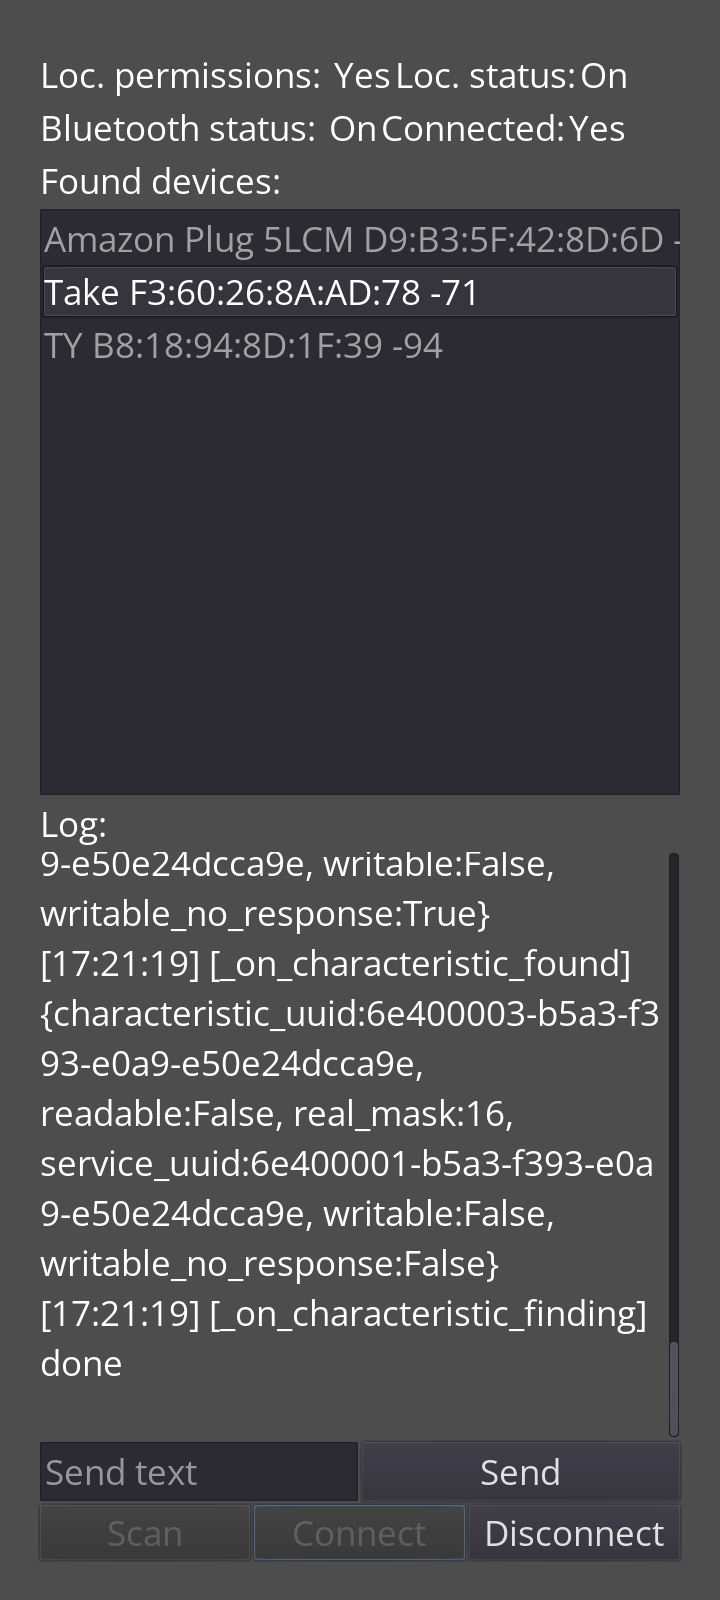 Loc. permissions: Yes Loc. status: On
Bluetooth status: On Connected: Yes
Found devices:
Amazon Plug 5LCM D9:B3:5F:42:8D:6D -
Take F3:60:26:8A:AD:78 -71
TY B8:18:94:8D:1F:39 -94
Log:
9-e50e24dcca9e, writable:False,
writable_no_response:True}
[17:21:19] [_on_characteristic_found]
{characteristic_uuid:6e400003-b5a3-f3
93-e0a9-e50e24dcca9e,
readable:False, real_mask:16,
service_uuid:6e400001-b5a3-f393-e0a
9-e50e24dcca9e, writable:False,
writable_no_response:False}
[17:21:19] [_on_characteristic_finding]
done
Send text Send
Scan Connect Disconnect